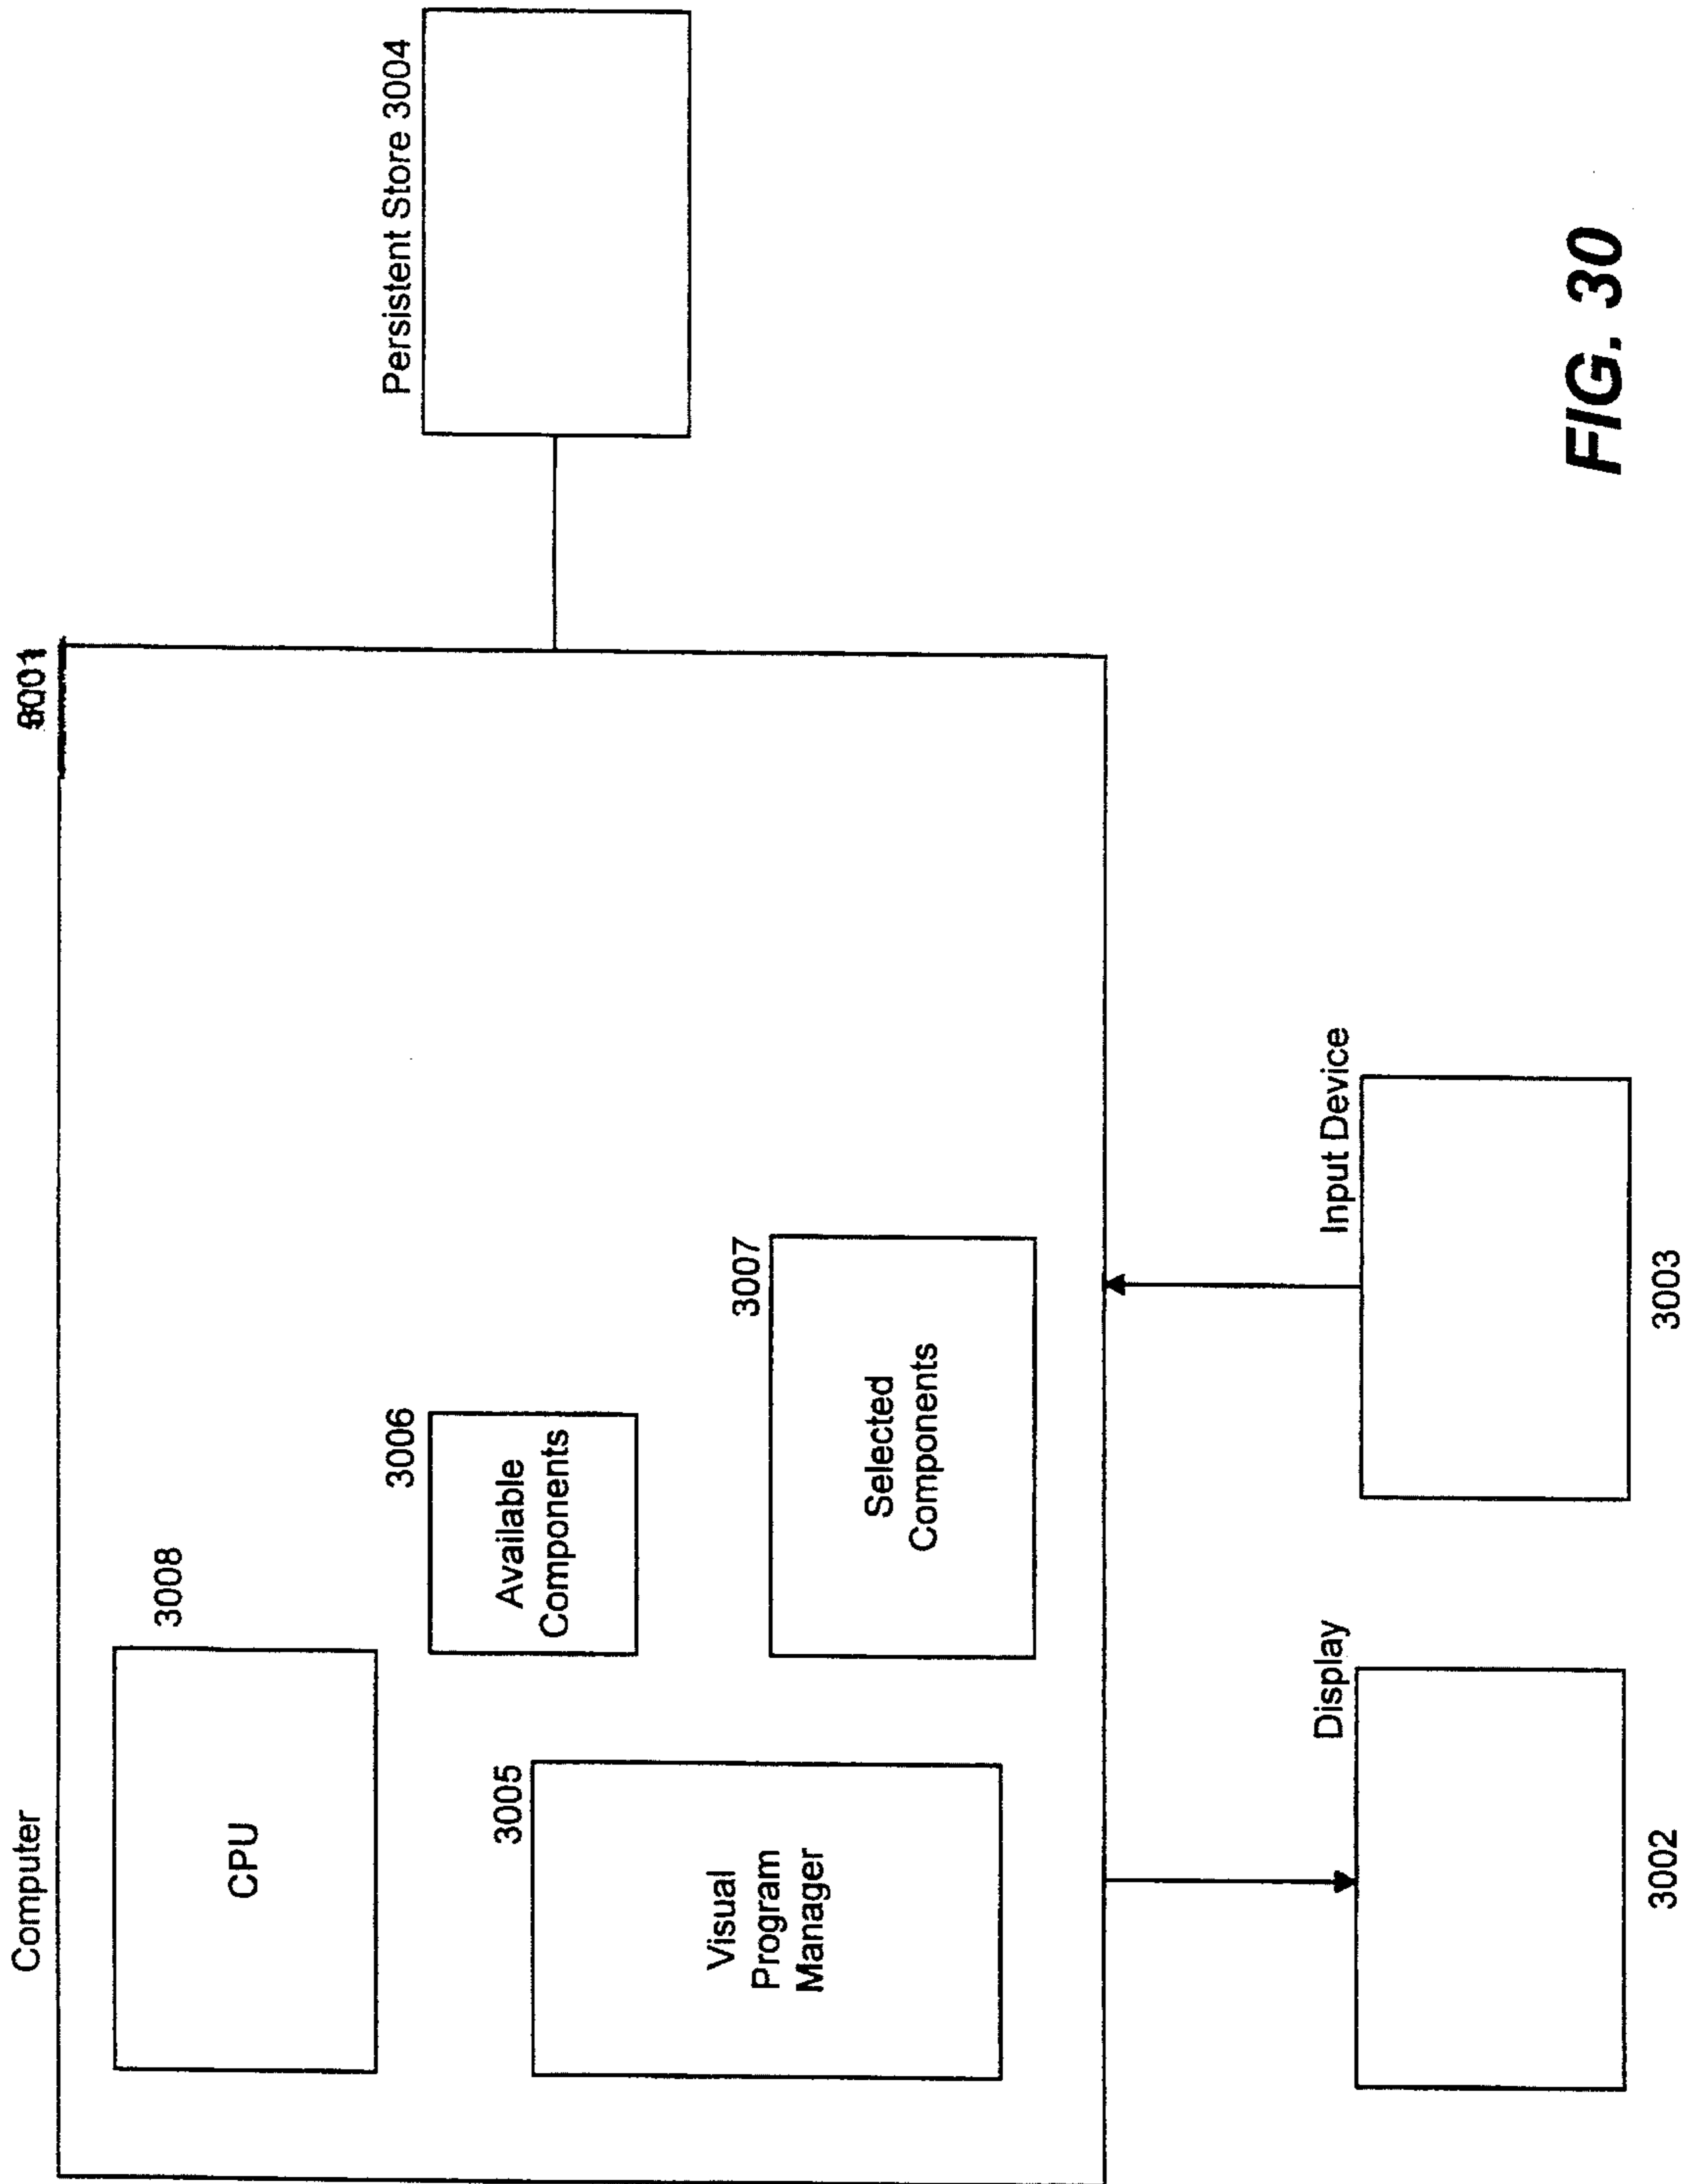 Computer
CPU
3008
Persistent Store 3004
3006
Available
Components
3005
Visual
Program
Manager
3007
Selected
Components
Display
Input Device
3002
3003
FIG. 30